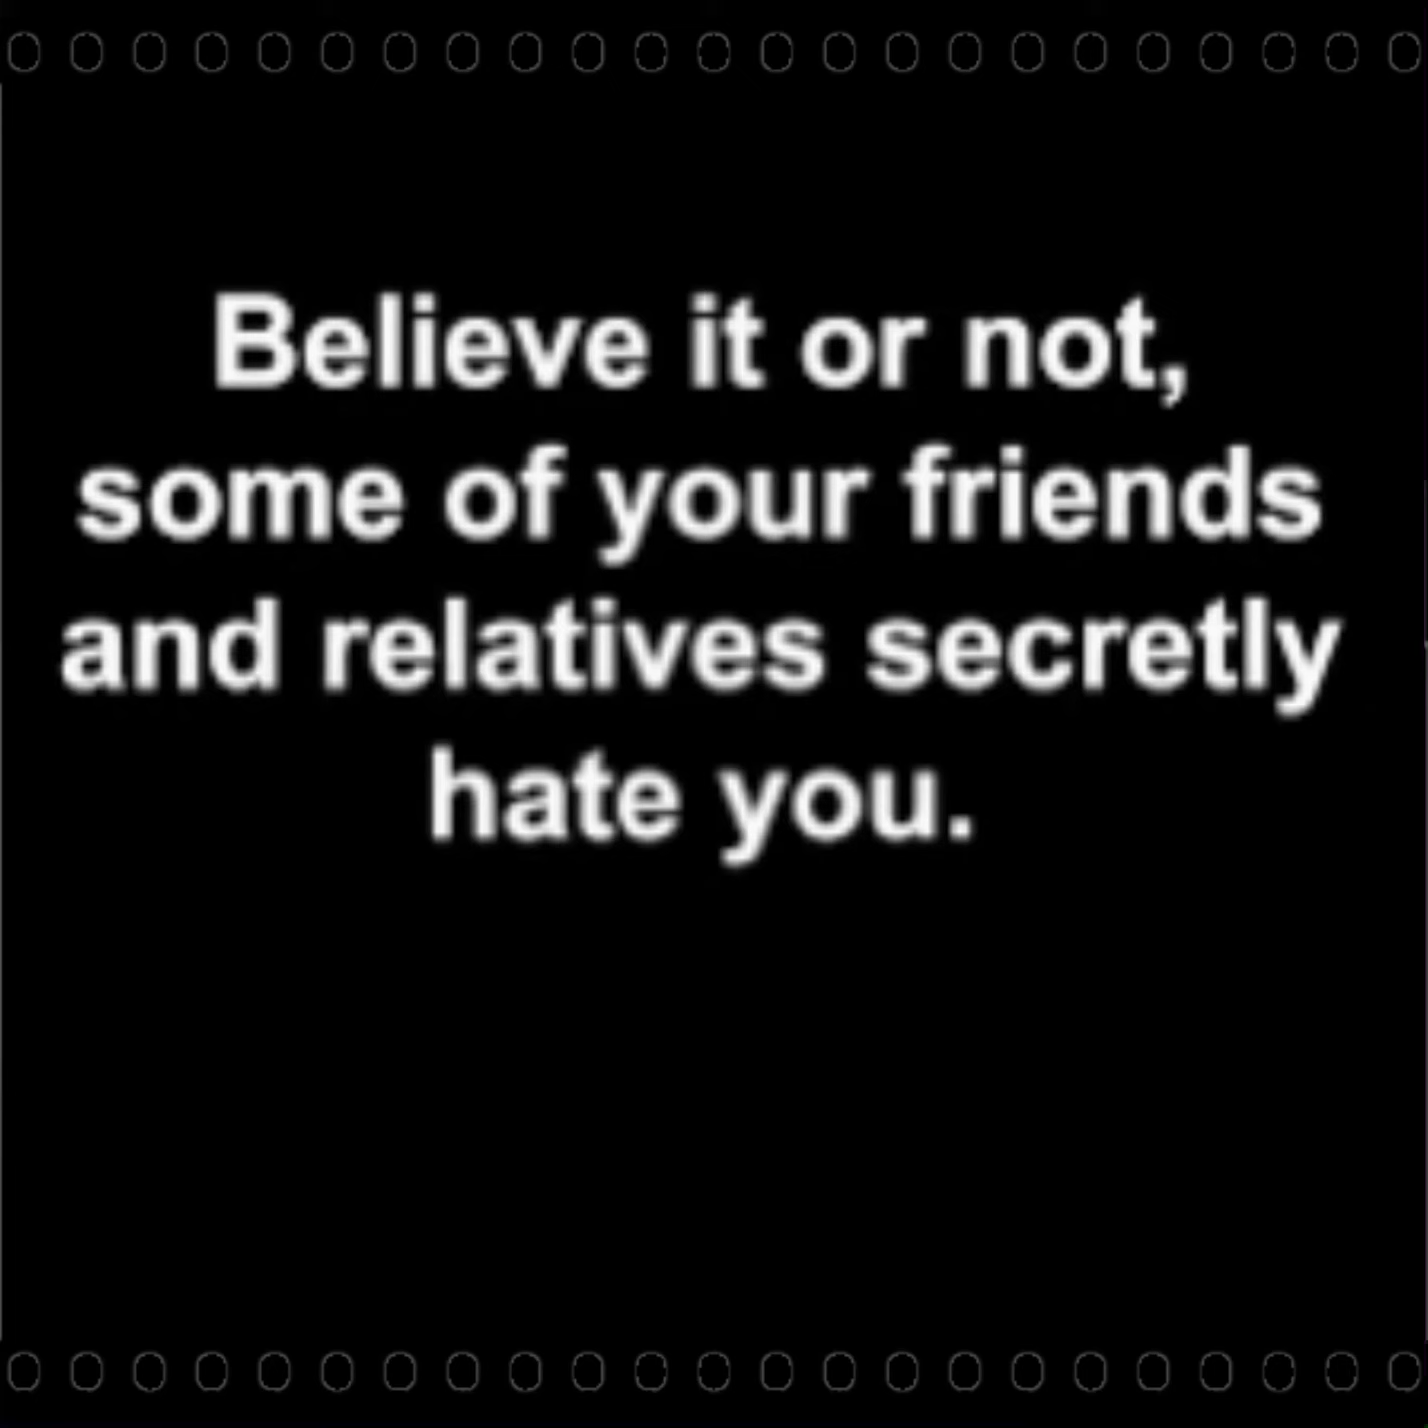 Believe it or not,
some of your friends
and relatives secretly
hate you.